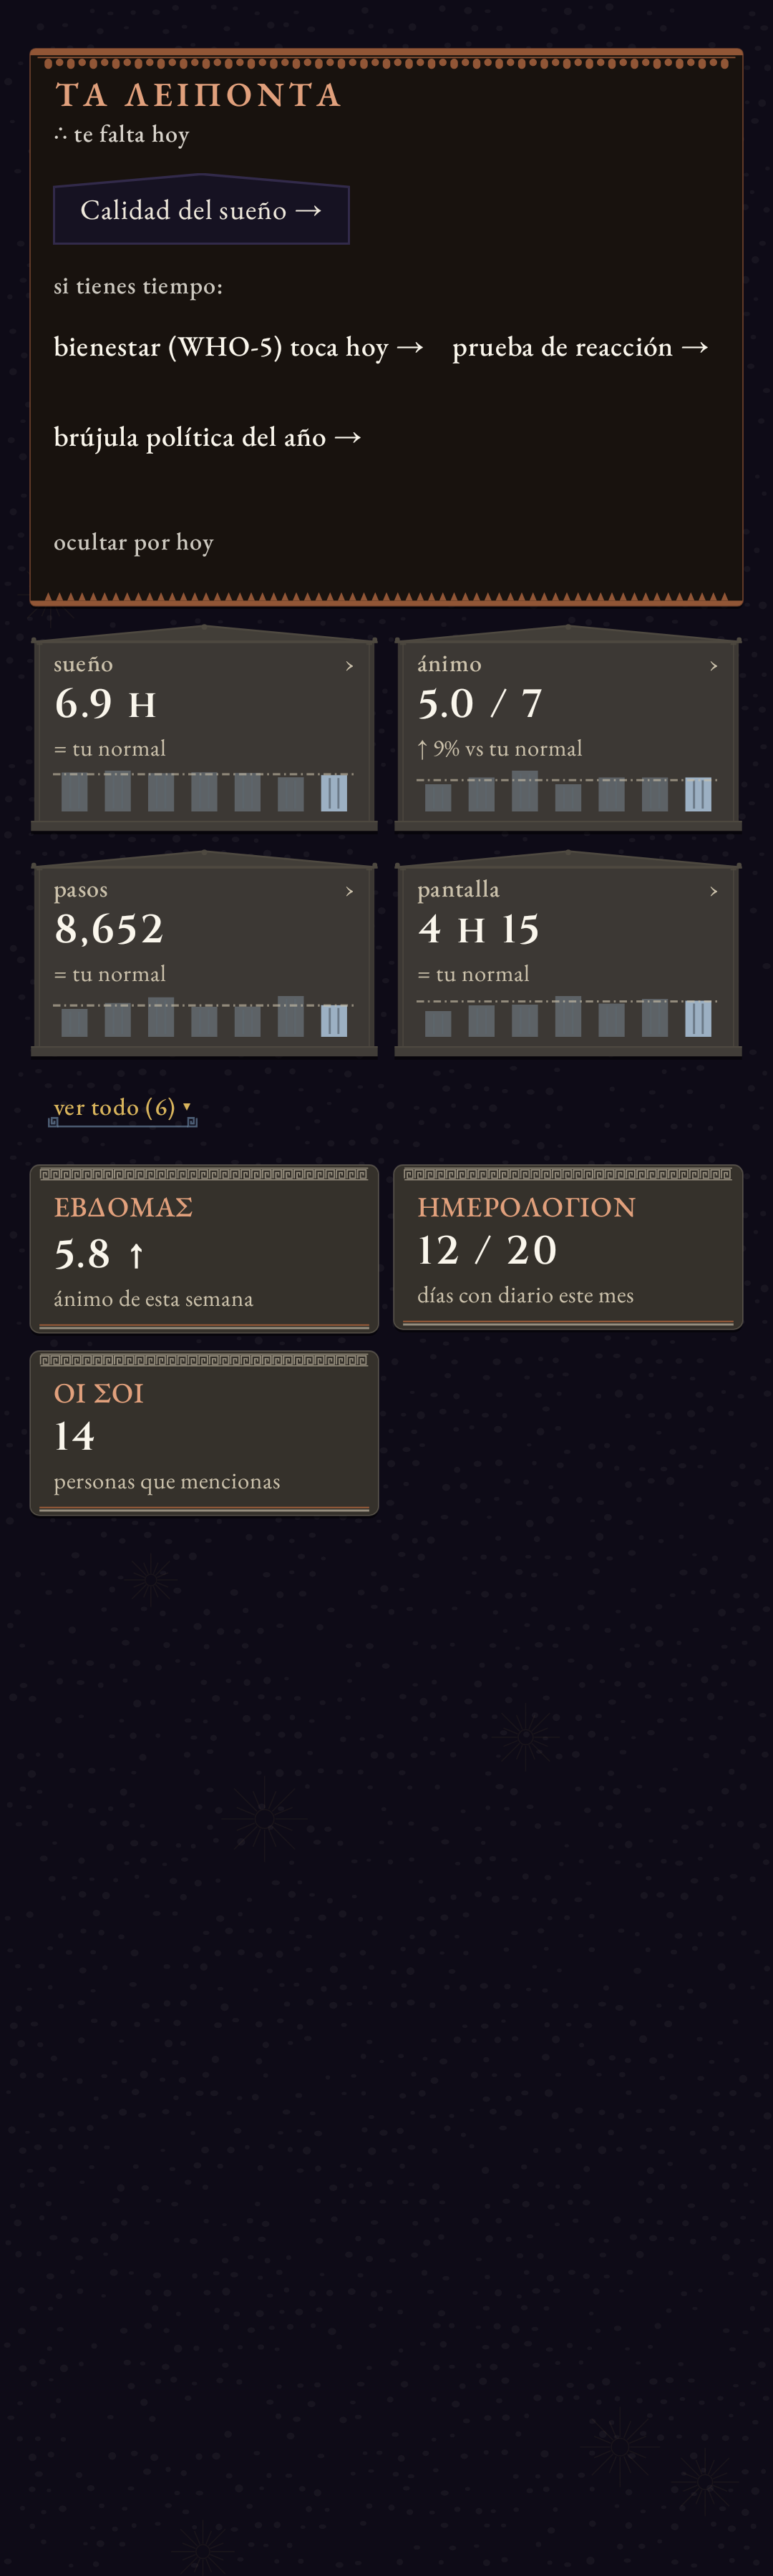 ΤΑ ΛΕΙΠΟΝΤΑ
∴ te falta hoy
Calidad del sueño →
si tienes tiempo:
bienestar (WHO-5) toca hoy → prueba de reacción →
brújula política del año →
ocultar por hoy
sueño ›
6.9 H
= tu normal
ánimo ›
5.0 / 7
↑ 9% vs tu normal
pasos ›
8,652
= tu normal
pantalla ›
4 H 15
= tu normal
ver todo (6) ▾
ΕΒΔΟΜΑΣ
5.8 ↑
ánimo de esta semana
ΗΜΕΡΟΛΟΓΙΟΝ
12 / 20
días con diario este mes
ΟΙ ΣΟΙ
14
personas que mencionas